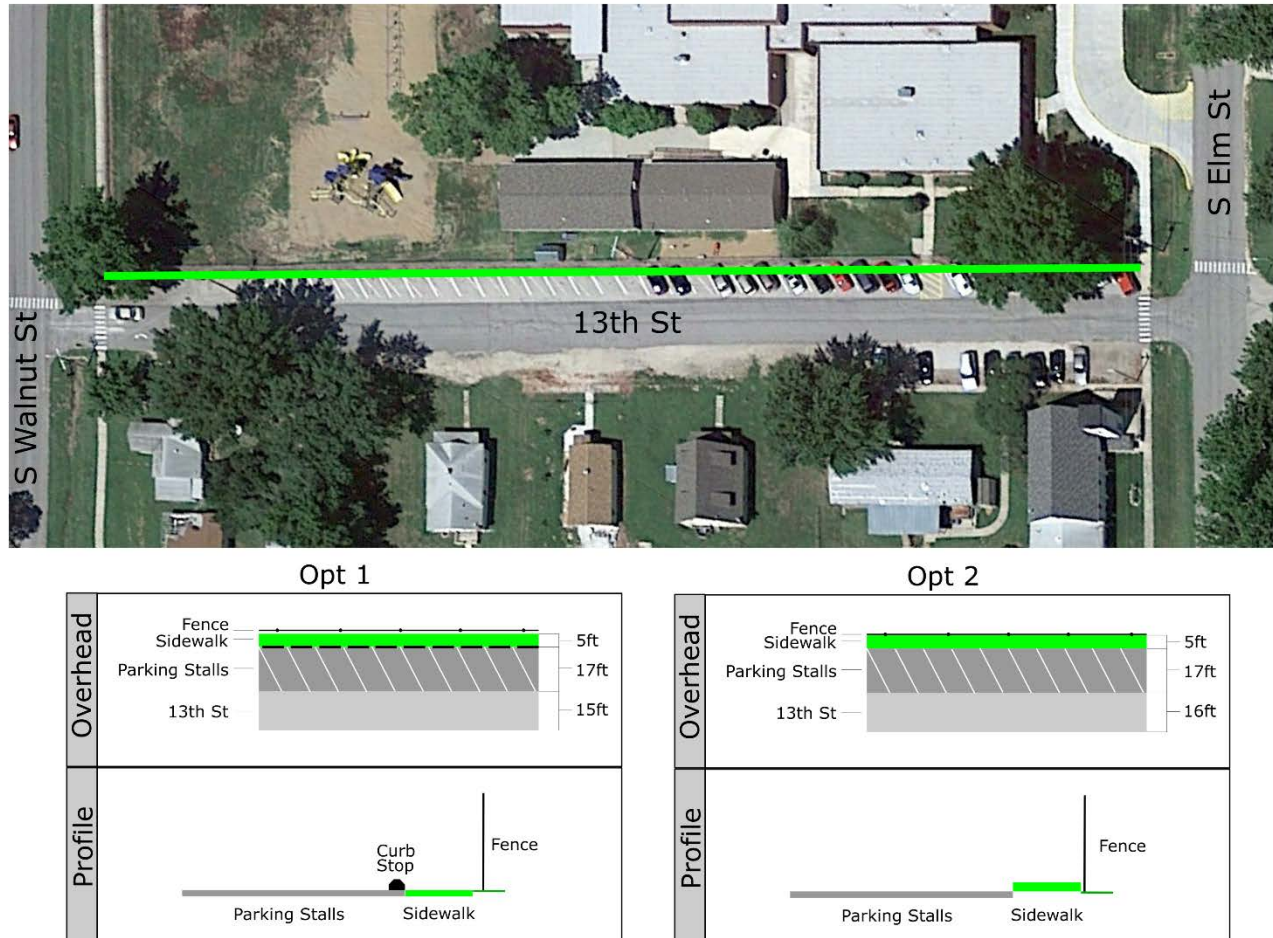 S Walnut St
13th St
S Elm St
Opt 1
Overhead
Fence
Sidewalk
Parking Stalls
13th St
5ft
17ft
15ft
Profile
Curb
Stop
Fence
Parking Stalls
Sidewalk
Opt 2
Overhead
Fence
Sidewalk
Parking Stalls
13th St
5ft
17ft
16ft
Profile
Fence
Parking Stalls
Sidewalk